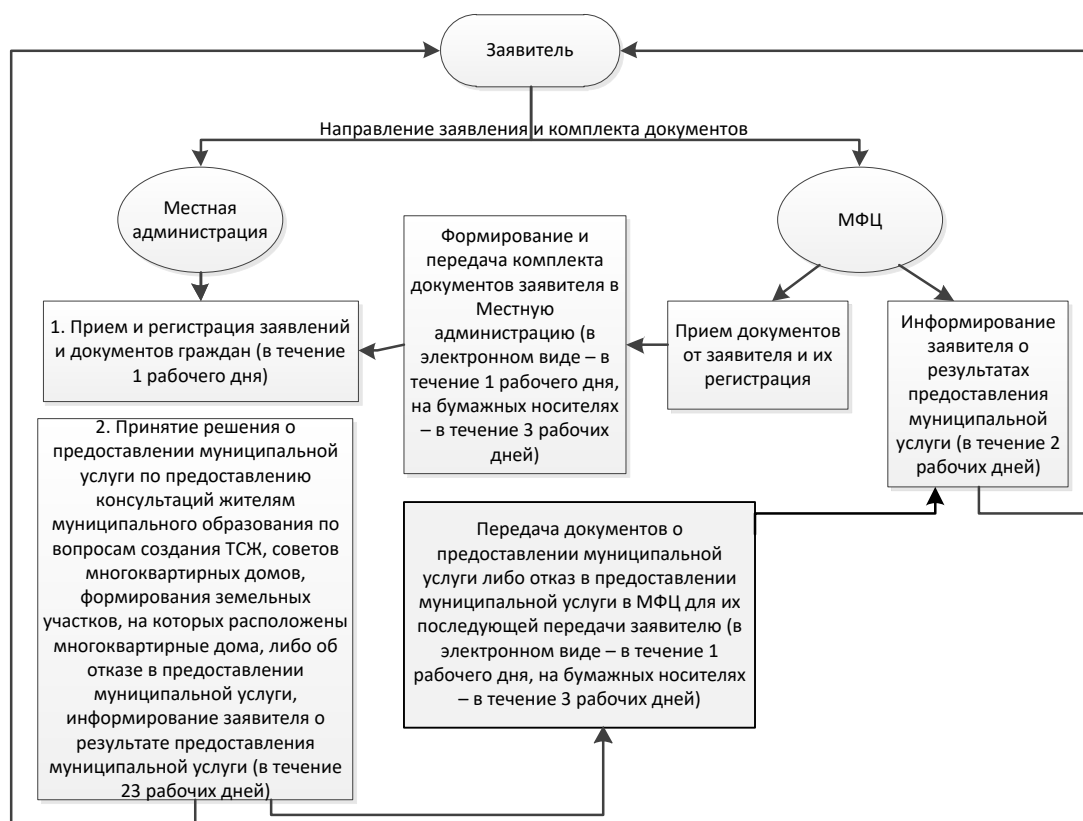 Заявитель
Направление заявления и комплекта документов
Местная
администрация
МФЦ
Формирование и
передача комплекта
документов заявителя в
Местную
администрацию (в
электронном виде – в
течение 1 рабочего дня,
на бумажных носителях
– в течение 3 рабочих
дней)
1. Прием и регистрация заявлений
и документов граждан (в течение
1 рабочего дня)
Прием документов
от заявителя и их
регистрация
Информирование
заявителя о
результатах
предоставления
муниципальной
услуги (в течение 2
рабочих дней)
2. Принятие решения о
предоставлении муниципальной
услуги по предоставлению
консультаций жителям
муниципального образования по
вопросам создания ТСЖ, советов
многоквартирных домов,
формирования земельных
участков, на которых расположены
многоквартирные дома, либо об
отказе в предоставлении
муниципальной услуги,
информирование заявителя о
результате предоставления
муниципальной услуги (в течение
23 рабочих дней)
Передача документов о
предоставлении муниципальной
услуги либо отказ в предоставлении
муниципальной услуги в МФЦ для их
последующей передачи заявителю (в
электронном виде – в течение 1
рабочего дня, на бумажных носителях
– в течение 3 рабочих дней)